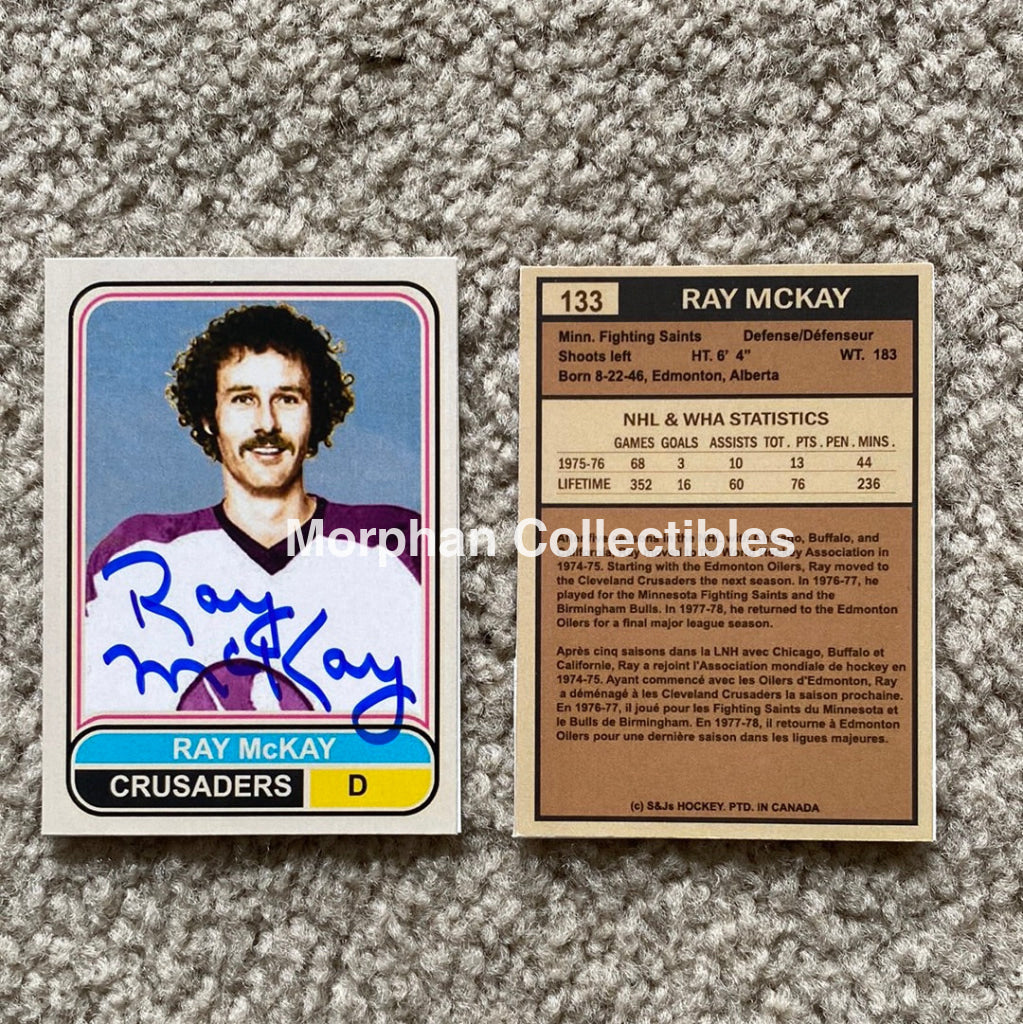 Ray
McKay
RAY McKAY
CRUSADERS D
133 RAY MCKAY
Minn. Fighting Saints Defense/Défenseur
Shoots left HT. 6' 4” WT. 183
Born 8-22-46, Edmonton, Alberta
NHL & WHA STATISTICS
GAMES GOALS ASSISTS TOT . PTS . PEN . MINS .
1975-76 68 3 10 13 44
LIFETIME 352 16 60 76 236
Morphan Collectibles
Buffalo, and
Association in
1974-75. Starting with the Edmonton Oilers, Ray moved to
the Cleveland Crusaders the next season. In 1976-77, he
played for the Minnesota Fighting Saints and the
Birmingham Bulls. In 1977-78, he returned to the Edmonton
Oilers for a final major league season.
Après cinq saisons dans la LNH avec Chicago, Buffalo et
Californie, Ray a rejoint l'Association mondiale de hockey en
1974-75. Ayant commencé avec les Oilers d'Edmonton, Ray
a déménagé à les Cleveland Crusaders la saison prochaine.
En 1976-77, il joué pour les Fighting Saints du Minnesota et
le Bulls de Birmingham. En 1977-78, il retourne à Edmonton
Oilers pour une dernière saison dans les ligues majeures.
(c) S&Js HOCKEY. PTD. IN CANADA